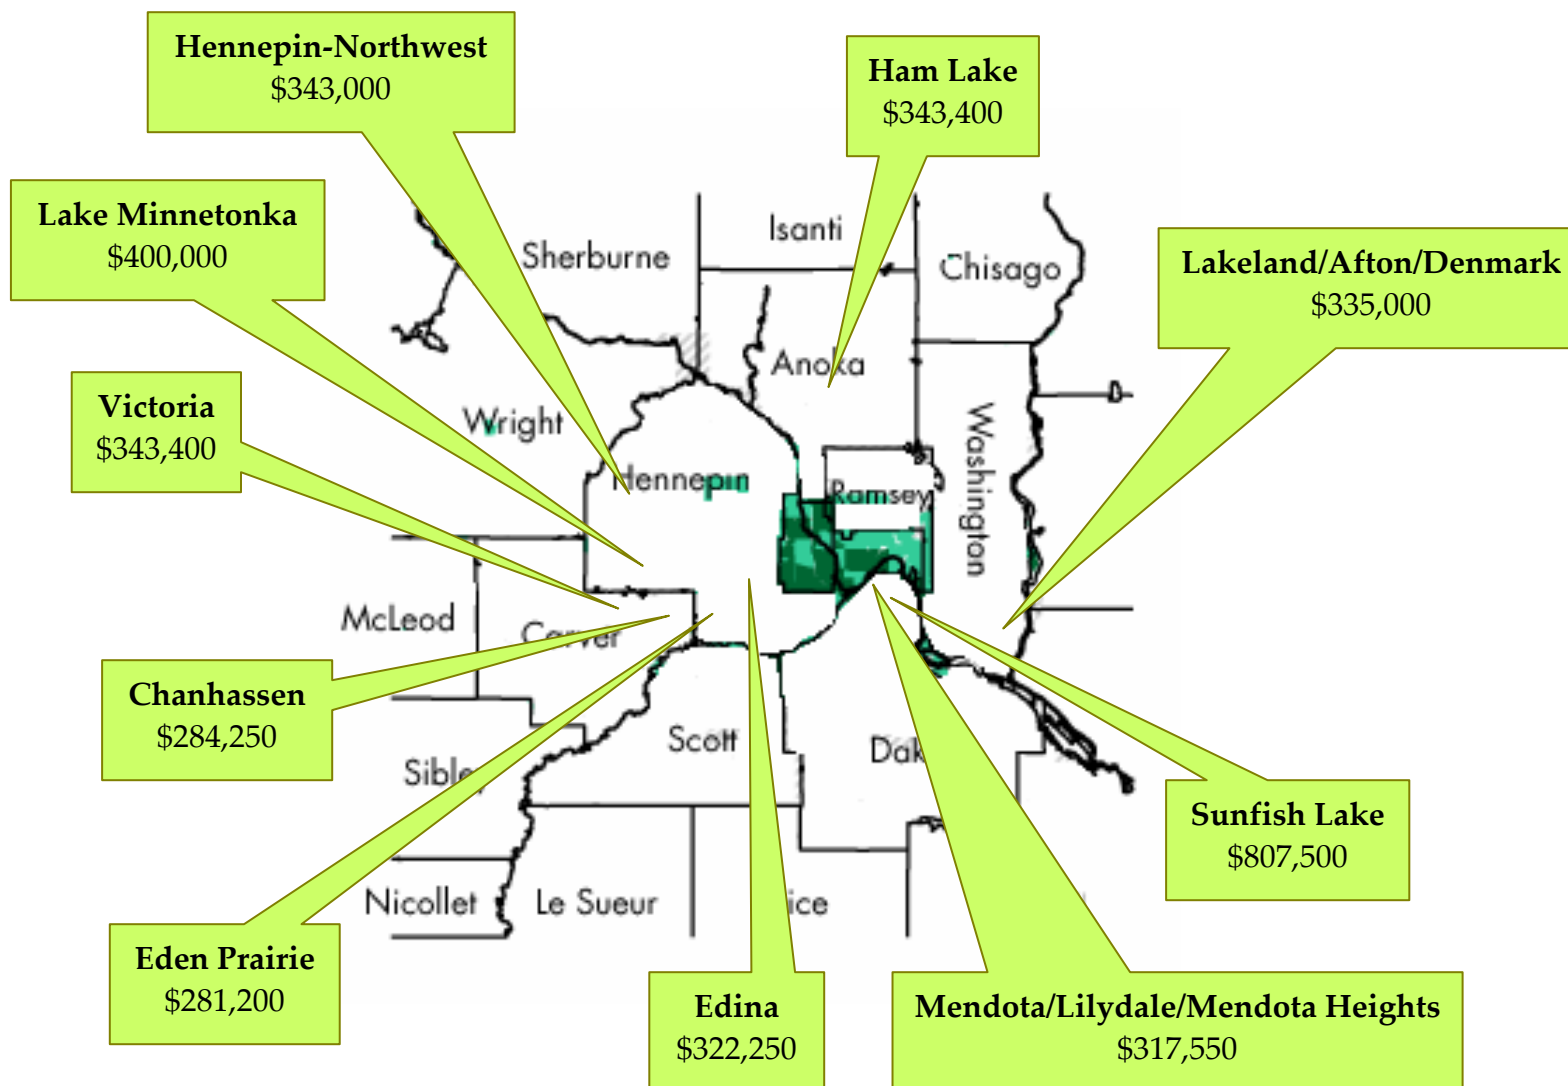 Hennepin-Northwest
$343,000
Ham Lake
$343,400
Lake Minnetonka
$400,000
Isanti
Sherburne
Chisago
Lakeland/Afton/Denmark
$335,000
Anoka
Victoria
$343,400
Wright
Washington
Hennepin
Ramsey
McLeod
Carver
Chanhassen
$284,250
Scott
Dak
Sibley
Sunfish Lake
$807,500
Nicollet
Le Sueur
ice
Eden Prairie
$281,200
Edina
$322,250
Mendota/Lilydale/Mendota Heights
$317,550